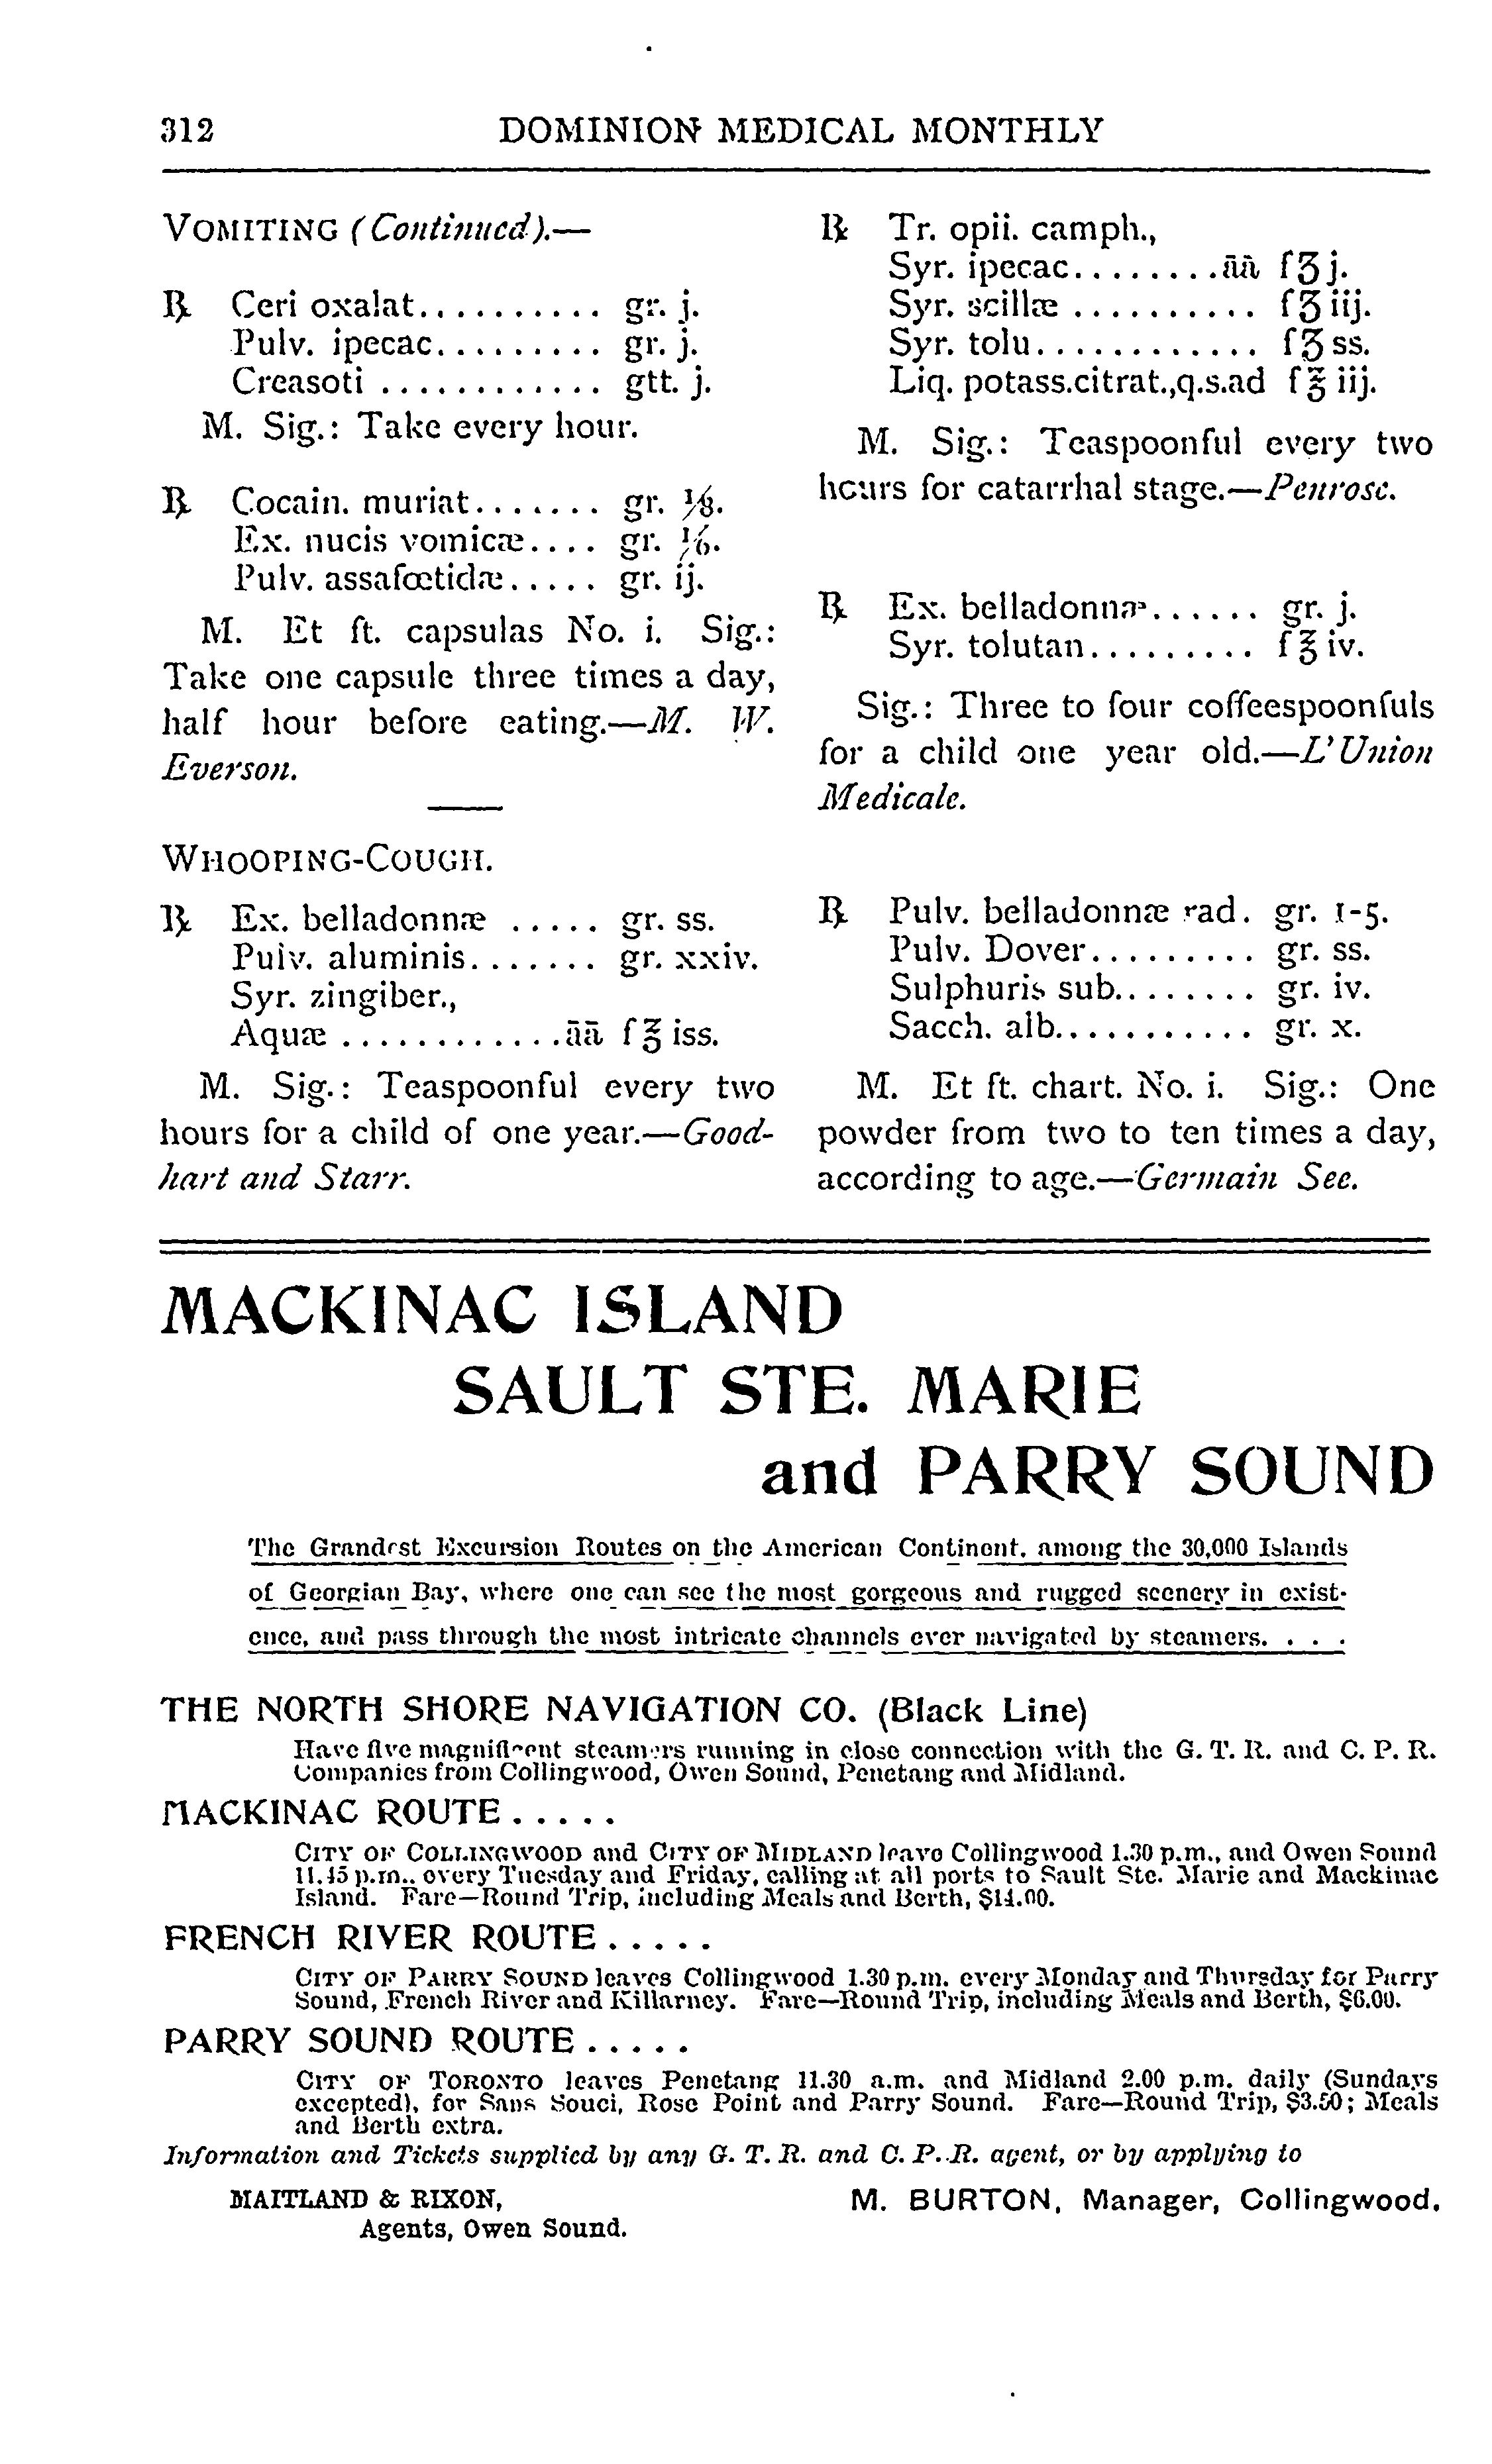 312 DOMINION MEDICAL MONTHLY
VOMITING (Continued).—
℞ Ceri oxalat.......... gr. j.
Pulv. ipecac......... gr. j.
Creasoti ............ gtt. j.
M. Sig.: Take every hour.
℞ Cocain. muriat....... gr. ⅛.
Ex. nucis vomicæ.... gr. ⅙.
Pulv. assafœtidæ..... gr. ij.
M. Et ft. capsulas No. i. Sig.:
Take one capsule three times a day,
half hour before eating.—M. W.
Everson.
WHOOPING-COUGH.
℞ Ex. belladonnæ ..... gr. ss.
Pulv. aluminis....... gr. xxiv.
Syr. zingiber.,
Aquæ ............āā f℥iss.
M. Sig.: Teaspoonful every two
hours for a child of one year.—Good-
hart and Starr.
℞ Tr. opii. camph.,
Syr. ipecac........āā fʒj.
Syr. scillæ .......... fʒiij.
Syr. tolu............ fʒss.
Liq. potass.citrat.,q.s.ad f℥iij.
M. Sig.: Teaspoonful every two
hours for catarrhal stage.—Penrose.
℞ Ex. belladonnæ...... gr. j.
Syr. tolutan......... f℥iv.
Sig.: Three to four coffeespoonfuls
for a child one year old.—L'Union
Medicale.
℞ Pulv. belladonnæ rad. gr. 1-5.
Pulv. Dover......... gr. ss.
Sulphuris sub........ gr. iv.
Sacch. alb........... gr. x.
M. Et ft. chart. No. i. Sig.: One
powder from two to ten times a day,
according to age.—Germain See.
MACKINAC ISLAND
SAULT STE. MARIE
and PARRY SOUND
The Grandest Excursion Routes on the American Continent, among the 30,000 Islands
of Georgian Bay, where one can see the most gorgeous and rugged scenery in exist-
ence, and pass through the most intricate channels ever navigated by steamers. . . .
THE NORTH SHORE NAVIGATION CO. (Black Line)
Have five magnificent steamers running in close connection with the G. T. R. and C. P. R.
Companies from Collingwood, Owen Sound, Penetang and Midland.
MACKINAC ROUTE . . . . .
CITY OF COLLINGWOOD and CITY OF MIDLAND leave Collingwood 1.30 p.m., and Owen Sound
11.45 p.m., every Tuesday and Friday, calling at all ports to Sault Ste. Marie and Mackinac
Island. Fare—Round Trip, including Meals and Berth, $14.00.
FRENCH RIVER ROUTE . . . . .
CITY OF PARRY SOUND leaves Collingwood 1.30 p.m. every Monday and Thursday for Parry
Sound, French River and Killarney. Fare—Round Trip, including Meals and Berth, $6.00.
PARRY SOUND ROUTE . . . . .
CITY OF TORONTO leaves Penetang 11.30 a.m. and Midland 2.00 p.m. daily (Sundays
excepted), for Sans Souci, Rose Point and Parry Sound. Fare—Round Trip, $3.50; Meals
and Berth extra.
Information and Tickets supplied by any G. T. R. and C. P. R. agent, or by applying to
MAITLAND & RIXON,
Agents, Owen Sound.
M. BURTON, Manager, Collingwood.